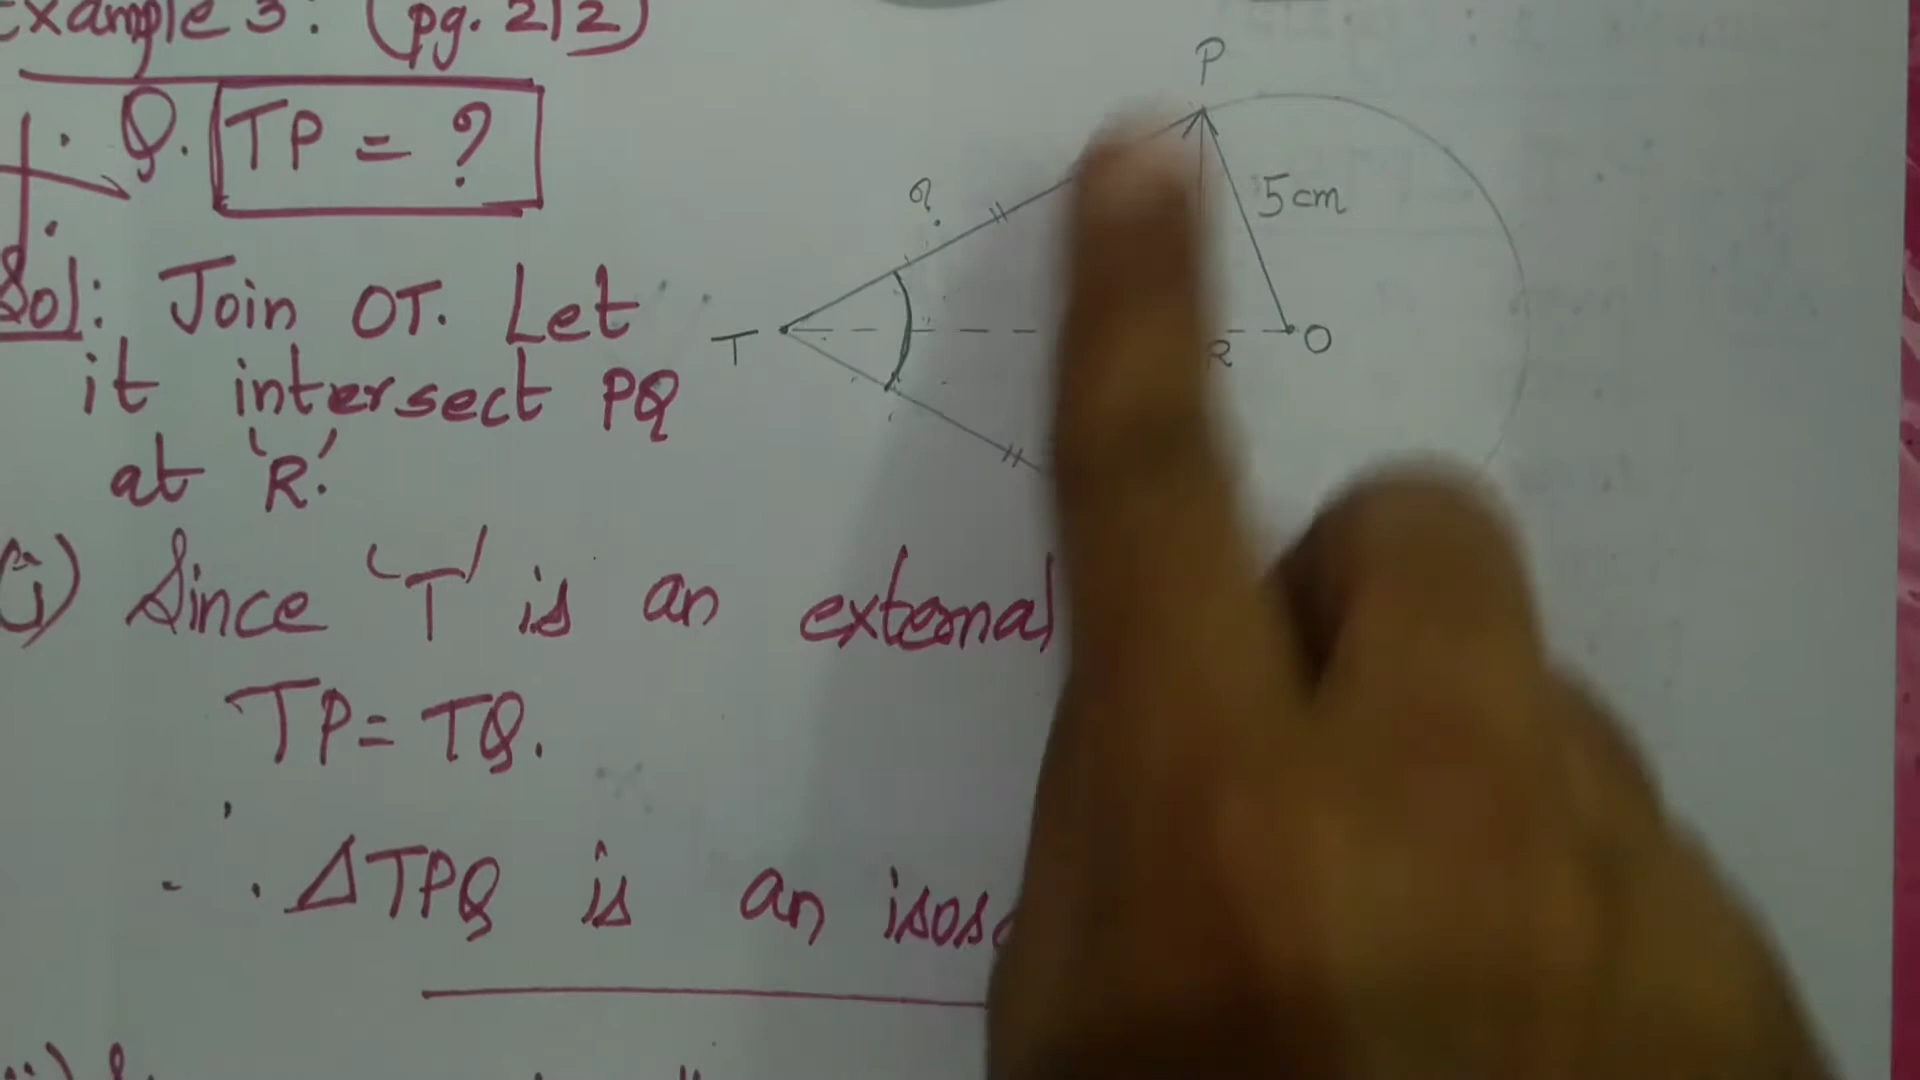 Example 3: (pg. 212)
Q. TP = ?
Sol: Join OT. Let
it intersect PQ
at 'R'.
i) Since 'T' is an external
TP = TQ.
∴ ΔTPQ is an
P
?
5cm
T
R
O